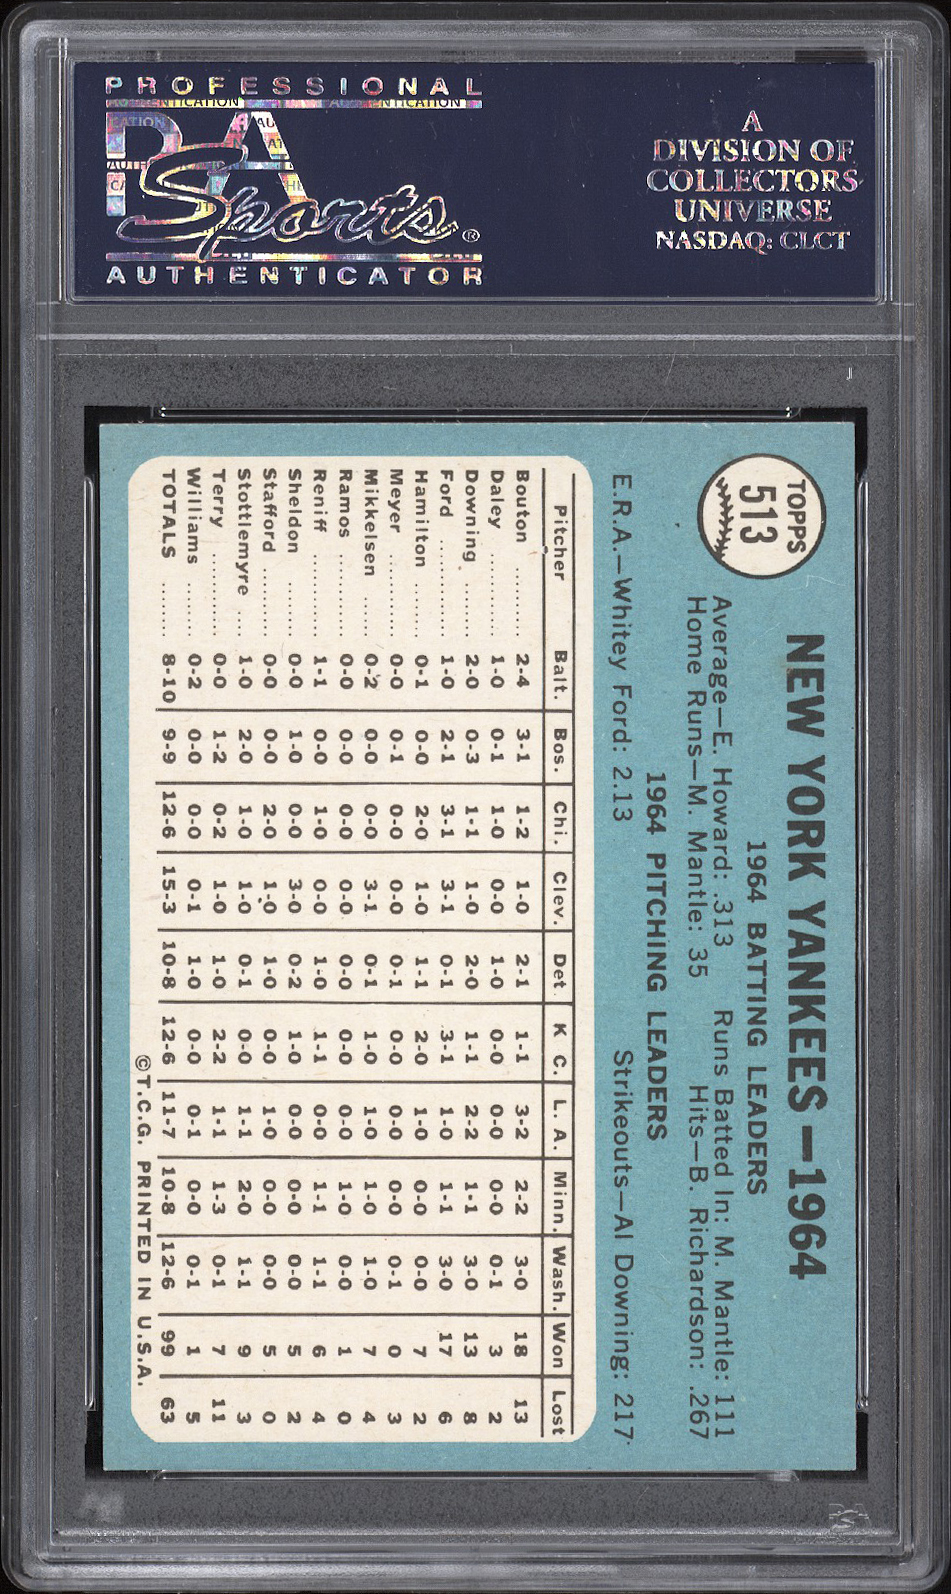 PROFESSIONAL
PSA
Sports®
AUTHENTICATOR
A
DIVISION OF
COLLECTORS
UNIVERSE
NASDAQ: CLCT
TOPPS
513
NEW YORK YANKEES—1964
1964 BATTING LEADERS
Average—E. Howard: .313 Runs Batted In: M. Mantle: 111
Home Runs—M. Mantle: 35 Hits—B. Richardson: .267
1964 PITCHING LEADERS
E.R.A.—Whitey Ford: 2.13 Strikeouts—Al Downing: 217
Pitcher Balt. Bos. Chi. Clev. Det. K C. L. A. Minn. Wash. Won Lost
Bouton ....... 2-4 3-1 1-2 1-0 2-1 1-1 3-2 2-2 3-0 18 13
Daley ......... 1-0 0-1 1-0 0-0 1-0 0-0 0-0 0-0 0-1 3 2
Downing ..... 2-0 0-3 1-1 1-0 2-0 1-1 2-2 1-1 3-0 13 8
Ford .......... 1-0 2-1 3-1 3-1 0-1 3-1 1-0 1-1 3-0 17 6
Hamilton .... 0-1 0-0 2-0 1-0 1-1 2-0 1-0 0-0 0-0 7 2
Meyer ........ 0-0 0-1 0-0 0-0 0-1 0-0 0-0 0-0 0-1 0 3
Mikkelsen .... 0-2 0-0 0-0 3-1 0-1 1-0 1-0 1-0 1-0 7 4
Ramos ....... 0-0 0-0 0-0 0-0 0-0 0-0 0-0 1-0 0-0 1 0
Reniff ........ 1-1 0-0 1-0 0-0 1-0 1-1 0-0 1-1 1-1 6 4
Sheldon ...... 0-0 1-0 0-0 3-0 0-2 1-0 0-0 0-0 0-0 5 2
Stafford ...... 0-0 0-0 2-0 1-0 1-0 0-0 1-0 0-0 0-0 5 0
Stottlemyre ... 1-0 2-0 1-0 1-0 0-1 0-0 1-1 2-0 1-1 9 3
Terry ......... 0-0 1-2 0-2 1-0 1-0 2-2 1-1 1-3 0-1 7 11
Williams ..... 0-2 0-0 0-0 0-1 1-0 0-0 0-1 0-0 0-1 1 5
TOTALS ...... 8-10 9-9 12-6 15-3 10-8 12-6 11-7 10-8 12-6 99 63
©T.C.G. PRINTED IN U.S.A.